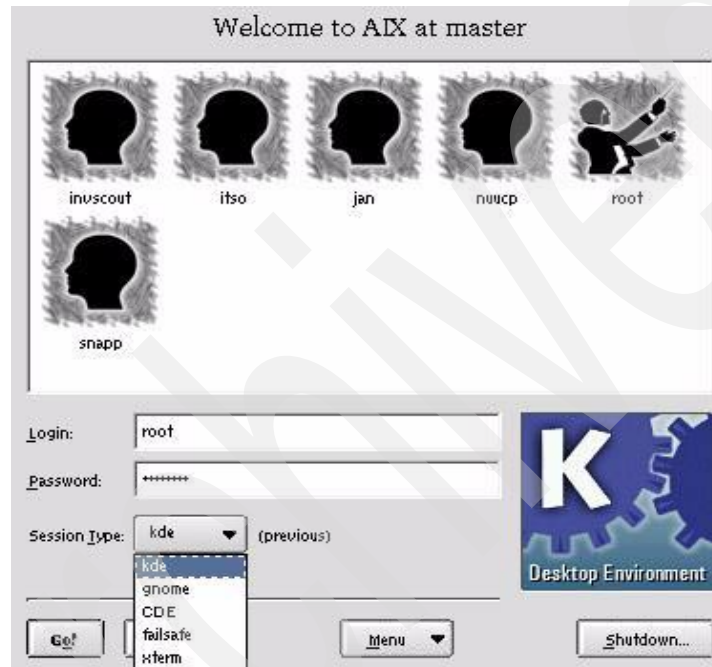 Welcome to AIX at master
invscout itso jan nuucp root
snapp
Login: root
Password: ********
Session Type: kde (previous)
kde
gnome
CDE
failsafe
xterm
K
Desktop Environment
Go! Menu Shutdown...